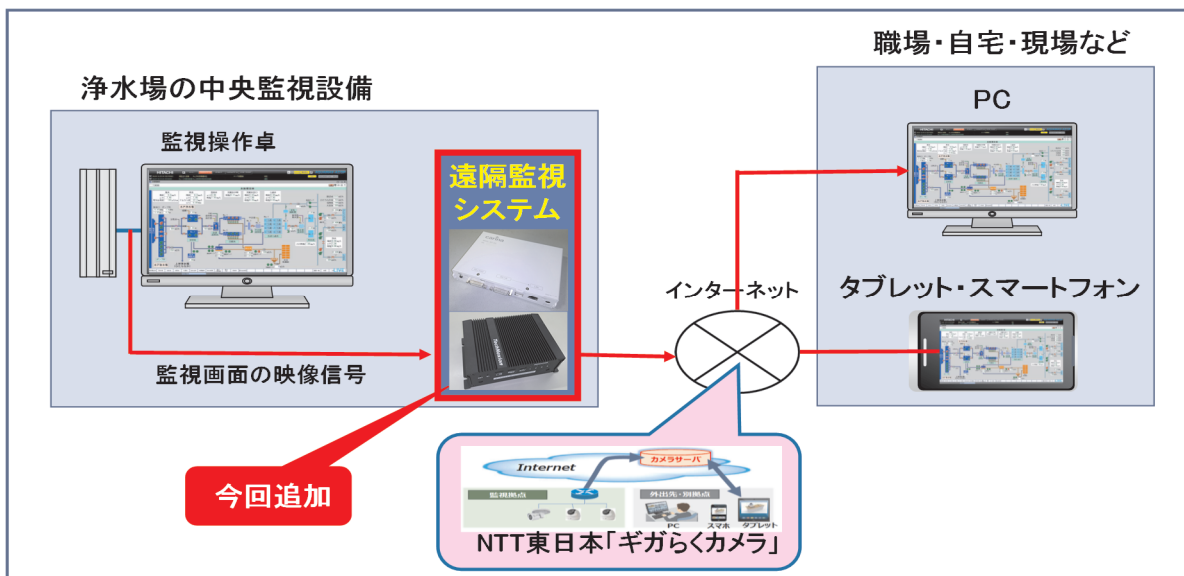 職場・自宅・現場など
浄水場の中央監視設備
PC
監視操作卓
HITACHI
遠隔監視
システム
インターネット
タブレット・スマートフォン
監視画面の映像信号
今回追加
Internet
カメラサーバ
監視拠点
外出先・別拠点
PC
スマホ
タブレット
NTT東日本「ギガらくカメラ」